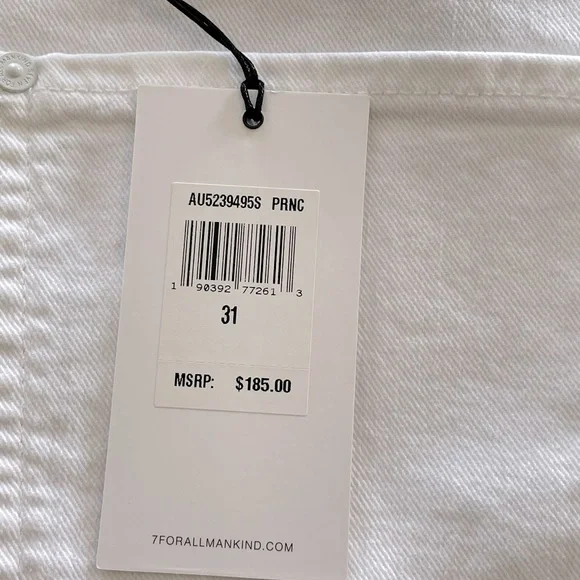 AU5239495S PRNC
1 90392 77261 3
31
MSRP: $185.00
7FORALLMANKIND.COM